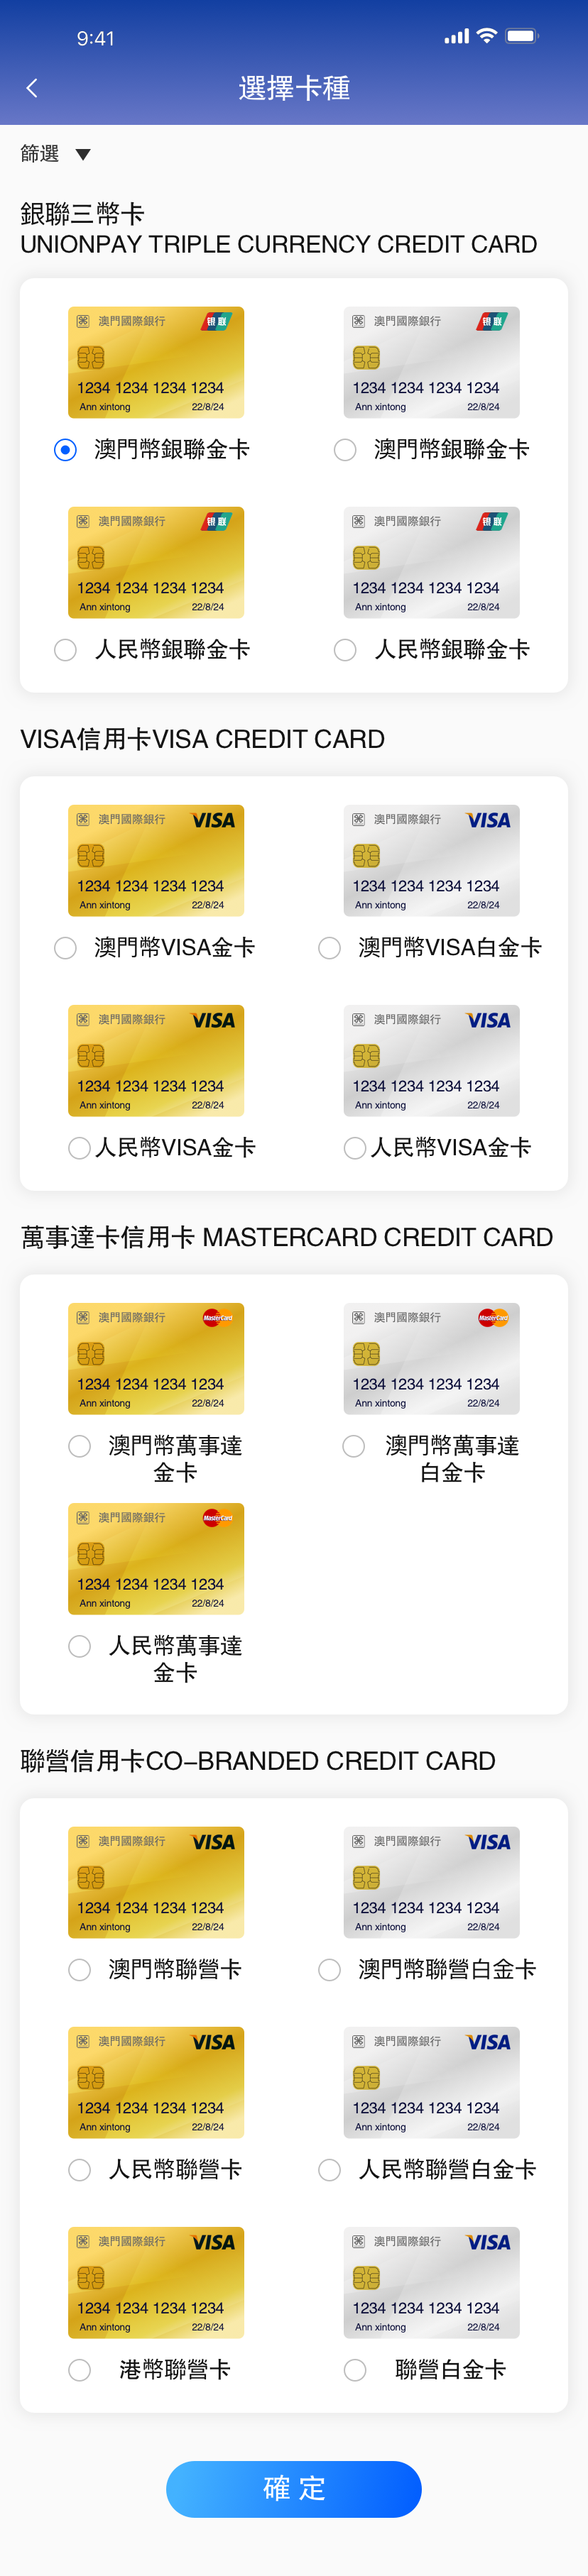 9:41
選擇卡種
篩選
銀聯三幣卡
UNIONPAY TRIPLE CURRENCY CREDIT CARD
澳門國際銀行 银联
1234 1234 1234 1234
Ann xintong 22/8/24
澳門國際銀行 银联
1234 1234 1234 1234
Ann xintong 22/8/24
澳門幣銀聯金卡
澳門幣銀聯金卡
澳門國際銀行 银联
1234 1234 1234 1234
Ann xintong 22/8/24
澳門國際銀行 银联
1234 1234 1234 1234
Ann xintong 22/8/24
人民幣銀聯金卡
人民幣銀聯金卡
VISA信用卡VISA CREDIT CARD
澳門國際銀行 VISA
1234 1234 1234 1234
Ann xintong 22/8/24
澳門國際銀行 VISA
1234 1234 1234 1234
Ann xintong 22/8/24
澳門幣VISA金卡
澳門幣VISA白金卡
澳門國際銀行 VISA
1234 1234 1234 1234
Ann xintong 22/8/24
澳門國際銀行 VISA
1234 1234 1234 1234
Ann xintong 22/8/24
人民幣VISA金卡
人民幣VISA金卡
萬事達卡信用卡 MASTERCARD CREDIT CARD
澳門國際銀行 MasterCard
1234 1234 1234 1234
Ann xintong 22/8/24
澳門國際銀行 MasterCard
1234 1234 1234 1234
Ann xintong 22/8/24
澳門幣萬事達
金卡
澳門幣萬事達
白金卡
澳門國際銀行 MasterCard
1234 1234 1234 1234
Ann xintong 22/8/24
人民幣萬事達
金卡
聯營信用卡CO–BRANDED CREDIT CARD
澳門國際銀行 VISA
1234 1234 1234 1234
Ann xintong 22/8/24
澳門國際銀行 VISA
1234 1234 1234 1234
Ann xintong 22/8/24
澳門幣聯營卡
澳門幣聯營白金卡
澳門國際銀行 VISA
1234 1234 1234 1234
Ann xintong 22/8/24
澳門國際銀行 VISA
1234 1234 1234 1234
Ann xintong 22/8/24
人民幣聯營卡
人民幣聯營白金卡
澳門國際銀行 VISA
1234 1234 1234 1234
Ann xintong 22/8/24
澳門國際銀行 VISA
1234 1234 1234 1234
Ann xintong 22/8/24
港幣聯營卡
聯營白金卡
確 定